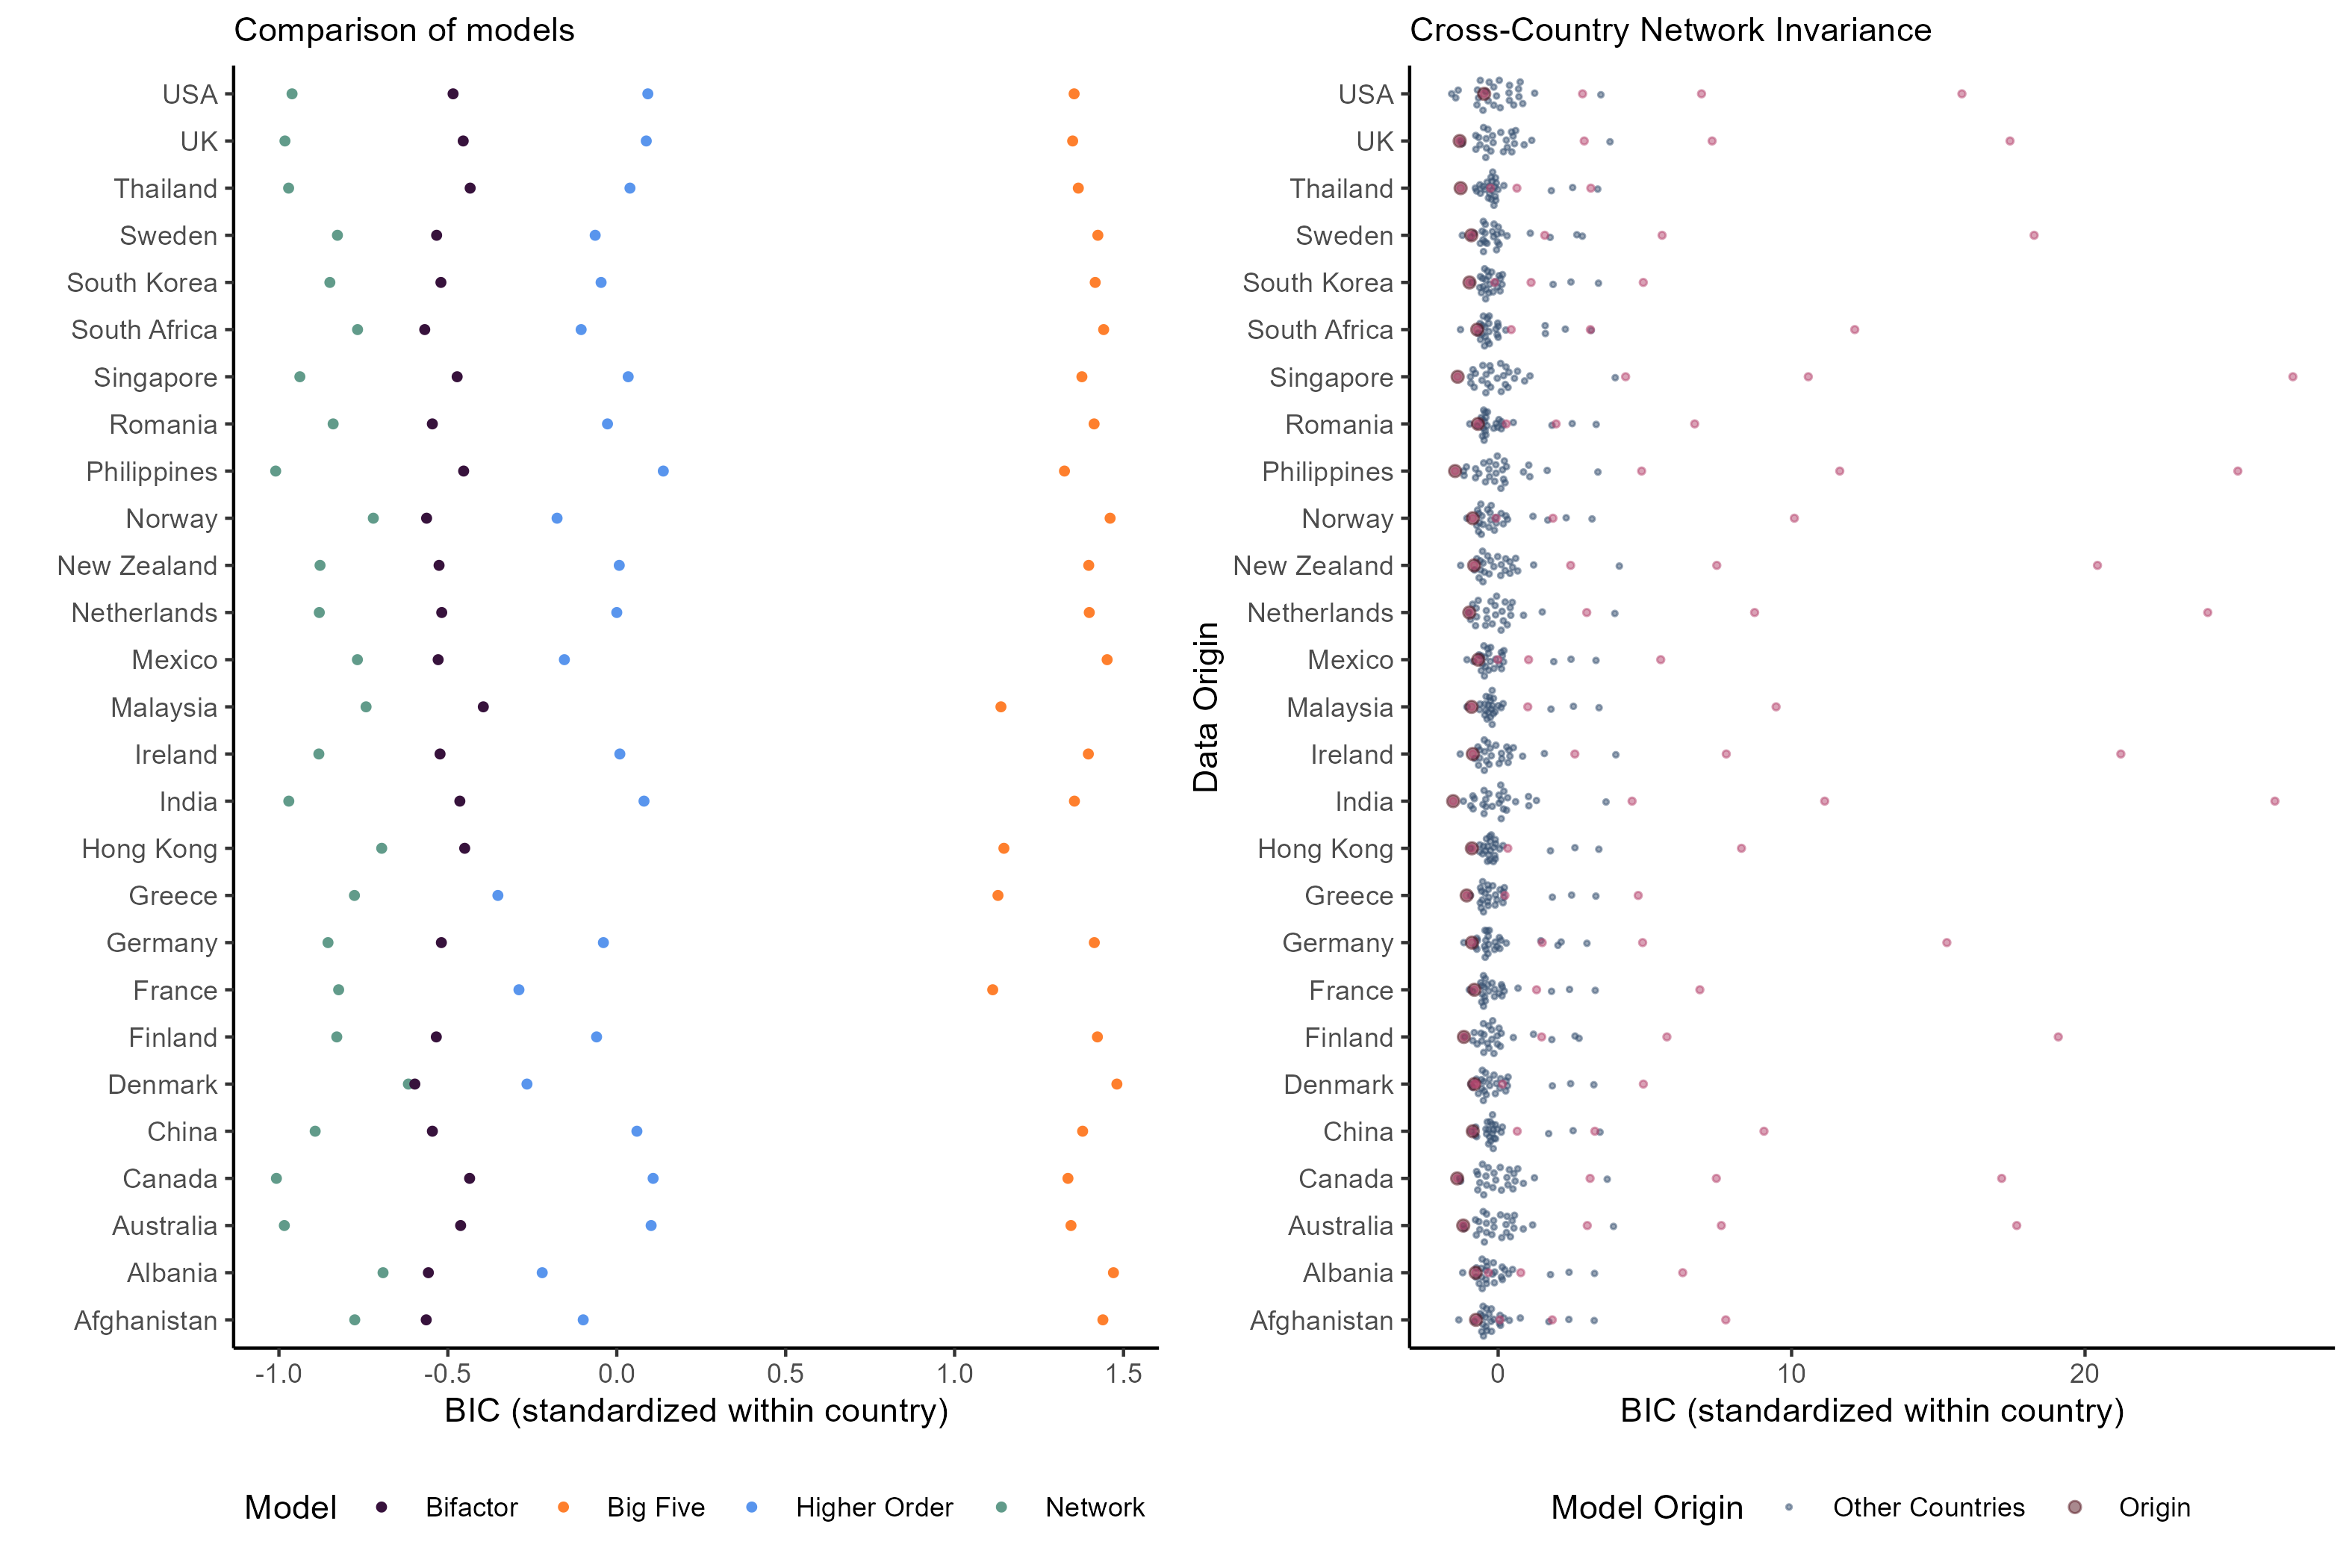 Comparison of models
USA
UK
Thailand
Sweden
South Korea
South Africa
Singapore
Romania
Philippines
Norway
New Zealand
Netherlands
Mexico
Malaysia
Ireland
India
Hong Kong
Greece
Germany
France
Finland
Denmark
China
Canada
Australia
Albania
Afghanistan
-1.0 -0.5 0.0 0.5 1.0 1.5
BIC (standardized within country)
Model Bifactor Big Five Higher Order Network
Cross-Country Network Invariance
Data Origin
USA
UK
Thailand
Sweden
South Korea
South Africa
Singapore
Romania
Philippines
Norway
New Zealand
Netherlands
Mexico
Malaysia
Ireland
India
Hong Kong
Greece
Germany
France
Finland
Denmark
China
Canada
Australia
Albania
Afghanistan
0 10 20
BIC (standardized within country)
Model Origin Other Countries Origin